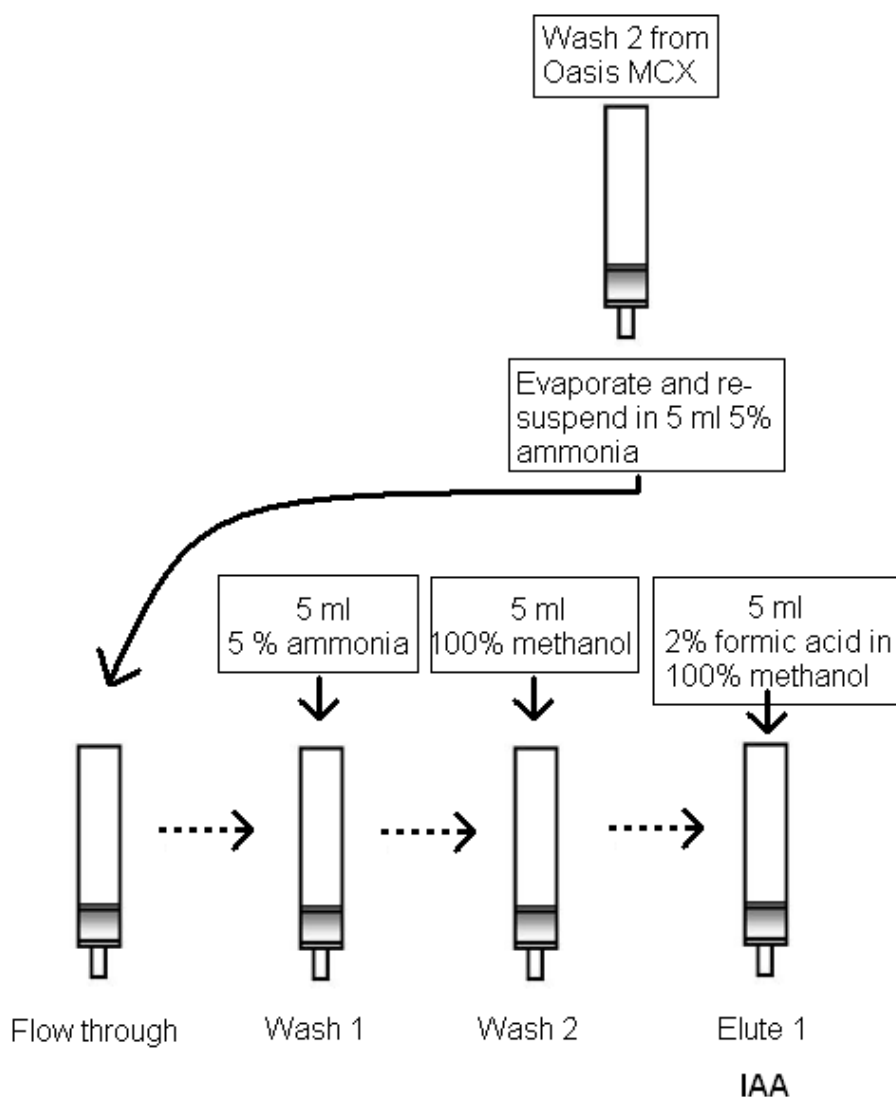 Wash 2 from
Oasis MCX
Evaporate and re-
suspend in 5 ml 5%
ammonia
5 ml
5 % ammonia
5 ml
100% methanol
5 ml
2% formic acid in
100% methanol
Flow through
Wash 1
Wash 2
Elute 1
IAA